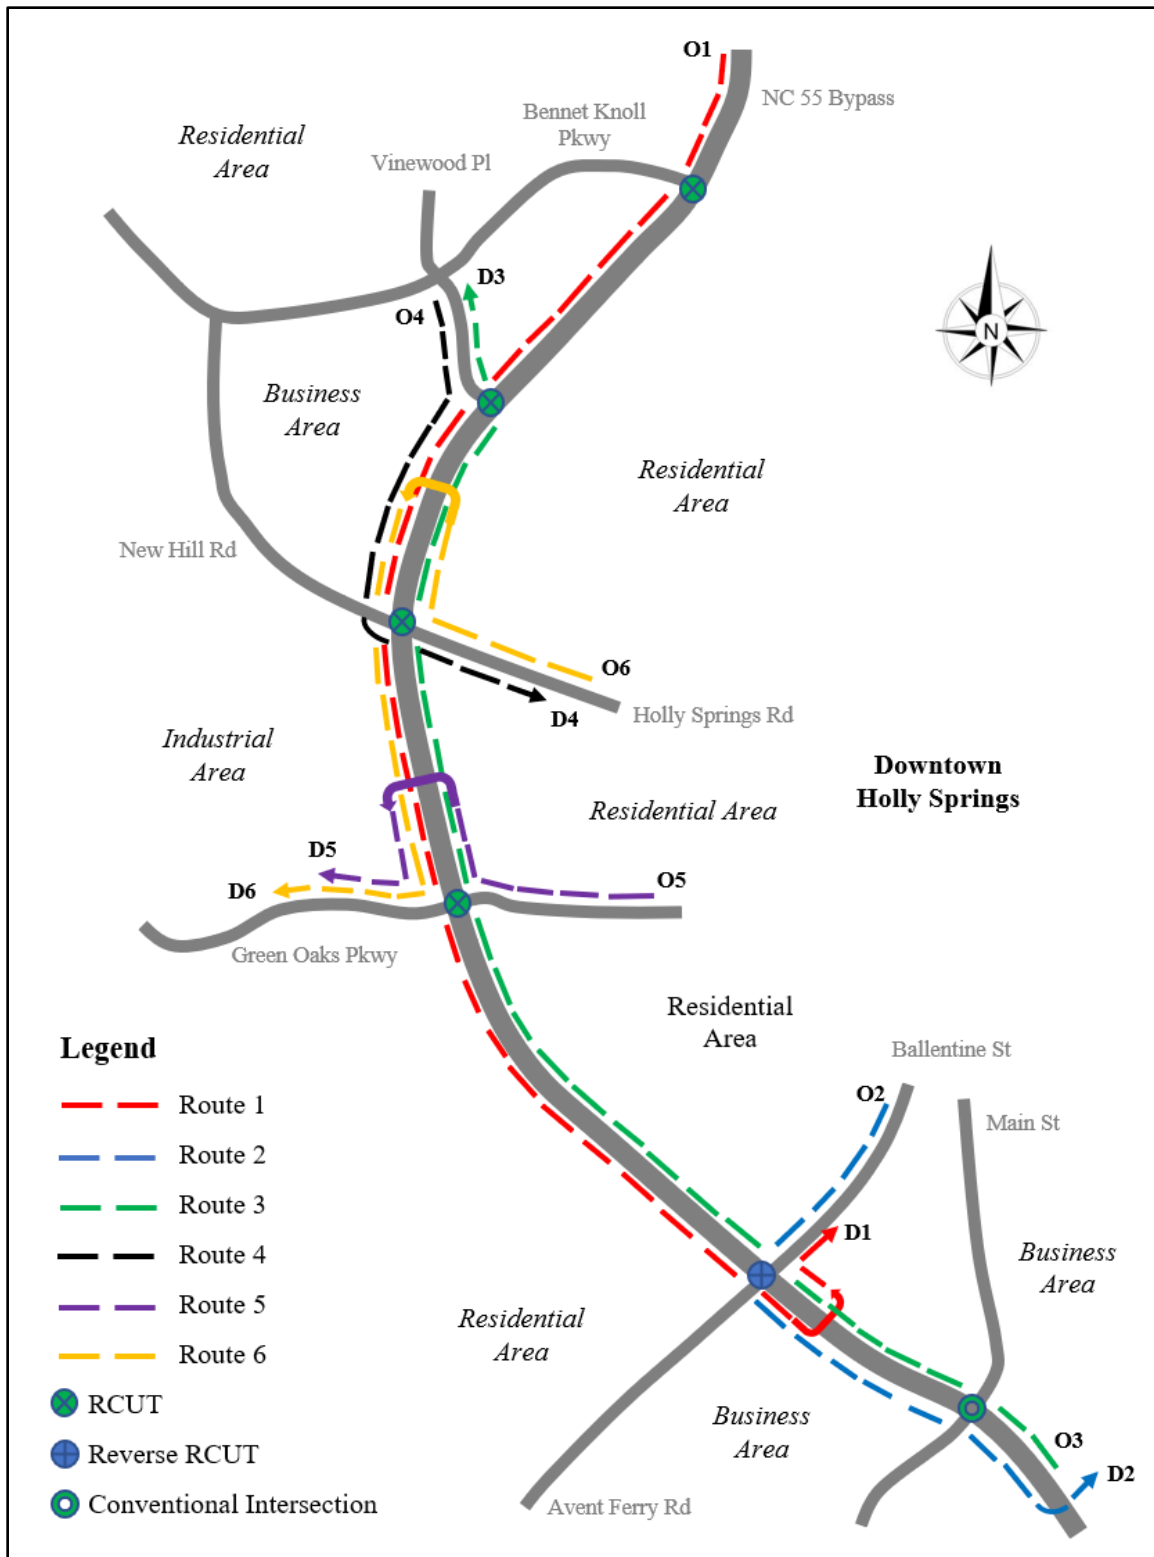 O1
NC 55 Bypass
Bennet Knoll
Pkwy
Residential
Area
Vinewood Pl
D3
O4
N
Business
Area
Residential
Area
New Hill Rd
O6
D4
Holly Springs Rd
Industrial
Area
Downtown
Holly Springs
Residential Area
D5
D6
O5
Green Oaks Pkwy
Residential
Area
Ballentine St
O2
Main St
D1
Business
Area
Residential
Area
Business
Area
O3
D2
Avent Ferry Rd
Legend
Route 1
Route 2
Route 3
Route 4
Route 5
Route 6
RCUT
Reverse RCUT
Conventional Intersection